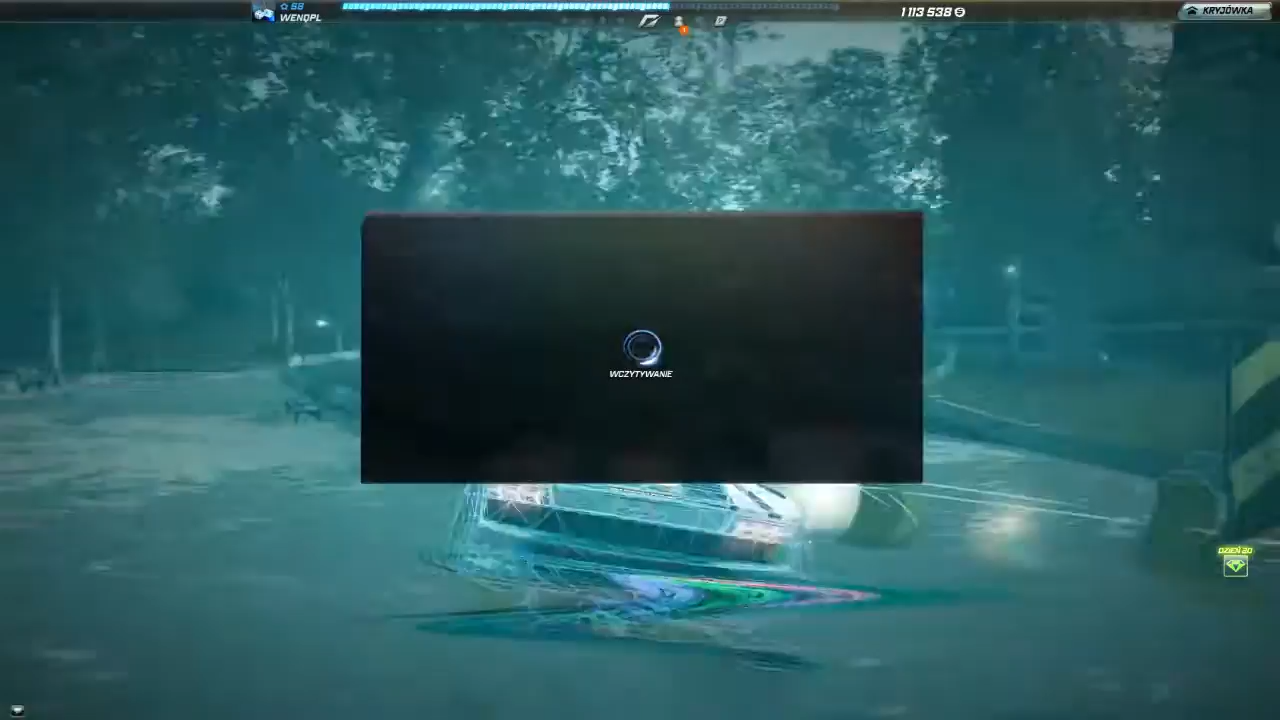 58
WENQPL
1 113 538
KRYJÓWKA
WCZYTYWANIE
DZIEŃ 20